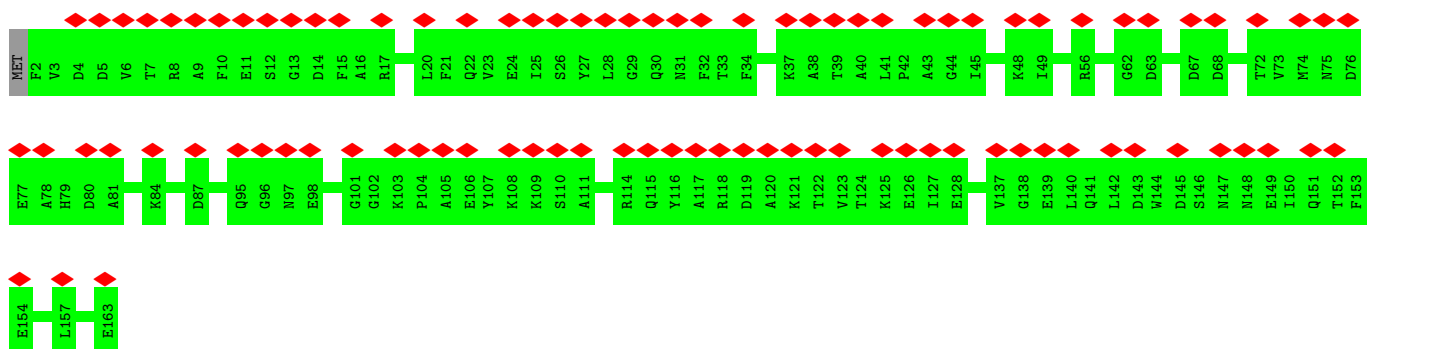 MET F2 V3 D4 D5 V6 T7 R8 A9 F10 E11 S12 G13 D14 F15 A16 R17 L20 F21 Q22 V23 E24 I25 S26 Y27 L28 G29 Q30 N31 F32 T33 F34 K37 A38 T39 A40 L41 P42 A43 G44 I45 K48 I49 R56 G62 D63 D67 D68 T72 V73 M74 N75 D76
E77 A78 H79 D80 A81 K84 D87 Q95 G96 N97 E98 G101 G102 K103 P104 A105 E106 Y107 K108 K109 S110 A111 R114 Q115 Y116 A117 R118 D119 A120 K121 T122 V123 T124 K125 E126 I127 E128 V137 G138 E139 L140 Q141 L142 D143 W144 D145 S146 N147 N148 E149 I150 Q151 T152 F153
E154 L157 E163